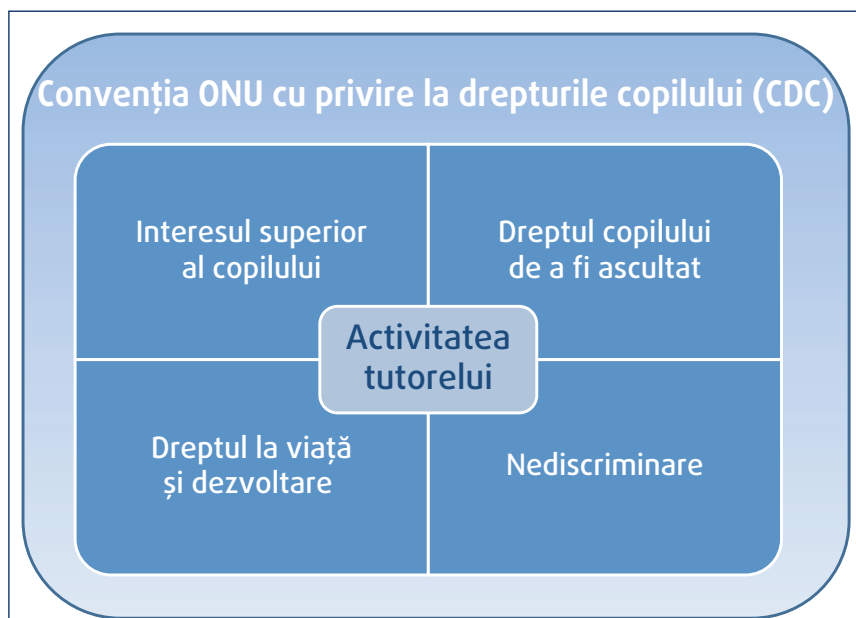 Convenția ONU cu privire la drepturile copilului (CDC)
Interesul superior
al copilului
Dreptul copilului
de a fi ascultat
Activitatea
tutorelui
Dreptul la viață
și dezvoltare
Nediscriminare